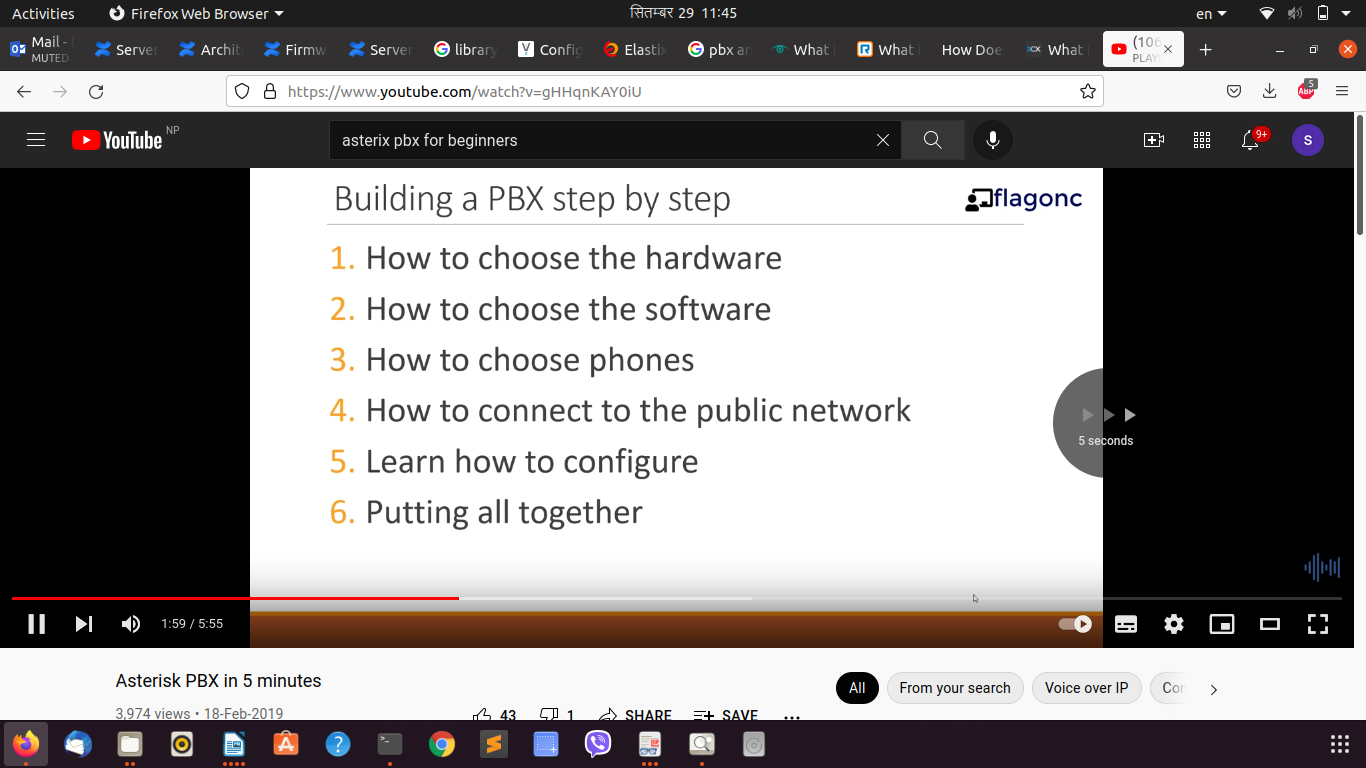 Activities
Firefox Web Browser
सितम्बर 29 11:45
en
Mail -
MUTED
Server
Archit
Firmw
Server
library
Config
Elastix
pbx an
What i
What i
How Doe
What
(106
PLAYI
https://www.youtube.com/watch?v=gHHqnKAY0iU
ABP
5
YouTube NP
asterix pbx for beginners
9+
S
Building a PBX step by step
flagonc
1. How to choose the hardware
2. How to choose the software
3. How to choose phones
4. How to connect to the public network
5. Learn how to configure
6. Putting all together
5 seconds
1:59 / 5:55
Asterisk PBX in 5 minutes
All
From your search
Voice over IP
3,974 views • 18-Feb-2019
43
1
SHARE
SAVE